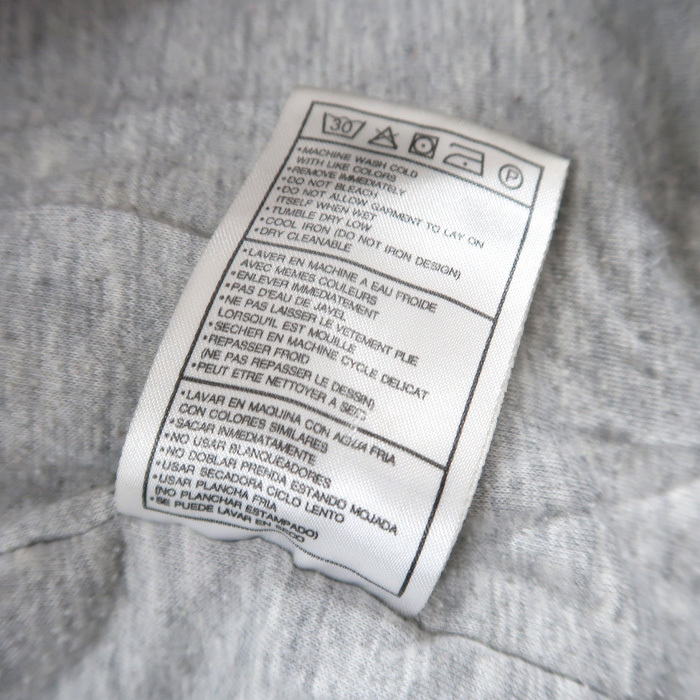 30 P
•MACHINE WASH COLD
WITH LIKE COLORS
•REMOVE IMMEDIATELY
•DO NOT BLEACH
•DO NOT ALLOW GARMENT TO LAY ON
ITSELF WHEN WET
•TUMBLE DRY LOW
•COOL IRON (DO NOT IRON DESIGN)
•DRY CLEANABLE
•LAVER EN MACHINE A EAU FROIDE
AVEC MEMES COULEURS
•ENLEVER IMMEDIATEMENT
•PAS D'EAU DE JAVEL
•NE PAS LAISSER LE VETEMENT PLIE
LORSQU'IL EST MOUILLE
•SECHER EN MACHINE CYCLE DELICAT
•REPASSER FROID
(NE PAS REPASSER LE DESSIN)
•PEUT ETRE NETTOYER A SEC
•LAVAR EN MAQUINA CON AGUA FRIA
CON COLORES SIMILARES
•SACAR INMEDIATAMENTE
•NO USAR BLANQUEADORES
•NO DOBLAR PRENDA ESTANDO MOJADA
•USAR SECADORA CICLO LENTO
•USAR PLANCHA FRIA
(NO PLANCHAR ESTAMPADO)
•SE PUEDE LAVAR EN SECO